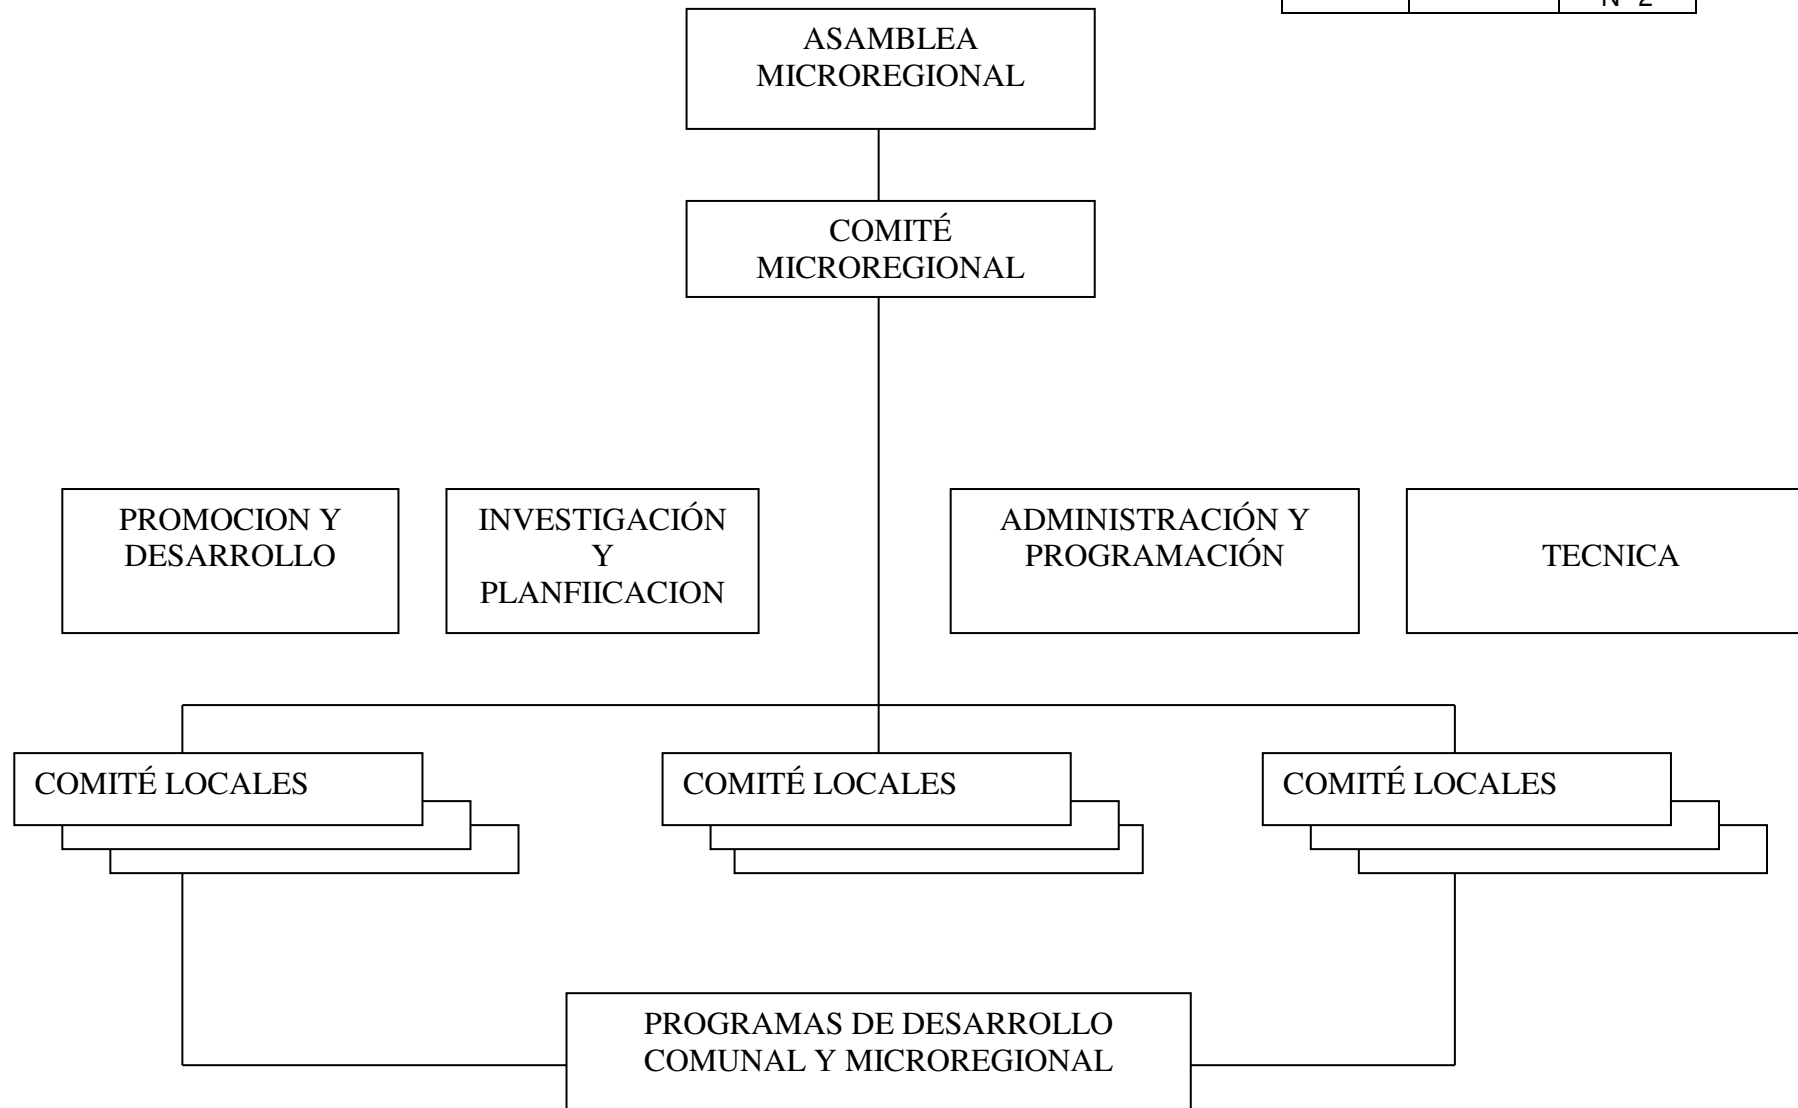 N° 2
ASAMBLEA
MICROREGIONAL
COMITÉ
MICROREGIONAL
PROMOCION Y
DESARROLLO
INVESTIGACIÓN
Y
PLANFIICACION
ADMINISTRACIÓN Y
PROGRAMACIÓN
TECNICA
COMITÉ LOCALES
COMITÉ LOCALES
COMITÉ LOCALES
PROGRAMAS DE DESARROLLO
COMUNAL Y MICROREGIONAL